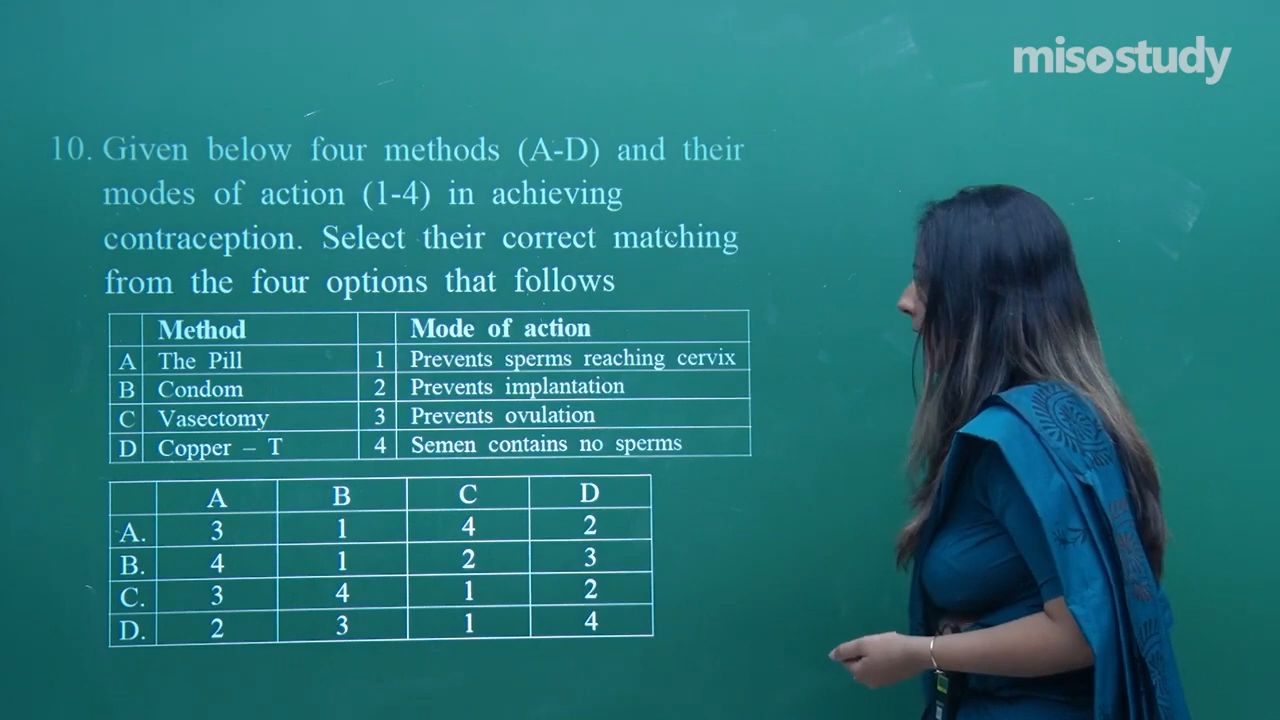 misostudy
10. Given below four methods (A-D) and their
modes of action (1-4) in achieving
contraception. Select their correct matching
from the four options that follows
Method Mode of action
A The Pill 1 Prevents sperms reaching cervix
B Condom 2 Prevents implantation
C Vasectomy 3 Prevents ovulation
D Copper – T 4 Semen contains no sperms
A B C D
A. 3 1 4 2
B. 4 1 2 3
C. 3 4 1 2
D. 2 3 1 4